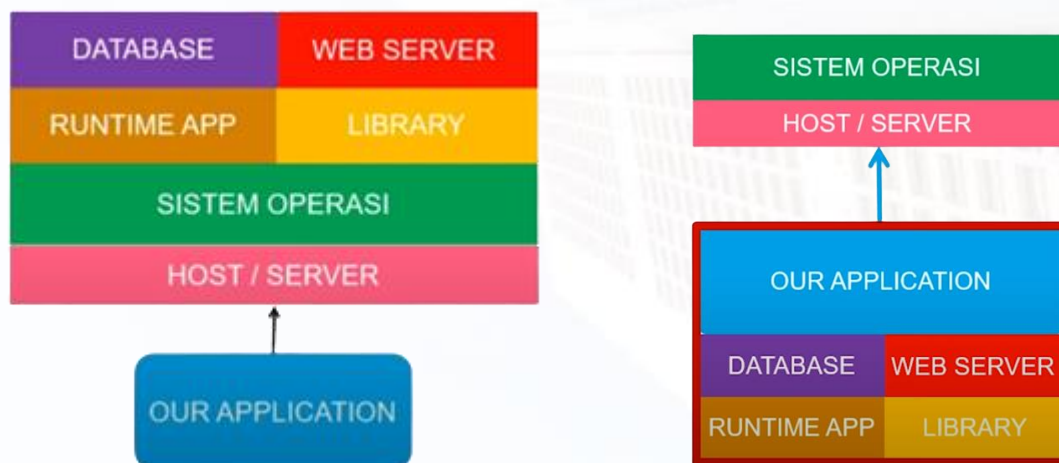 DATABASE WEB SERVER
RUNTIME APP LIBRARY
SISTEM OPERASI
HOST / SERVER
OUR APPLICATION
SISTEM OPERASI
HOST / SERVER
OUR APPLICATION
DATABASE WEB SERVER
RUNTIME APP LIBRARY